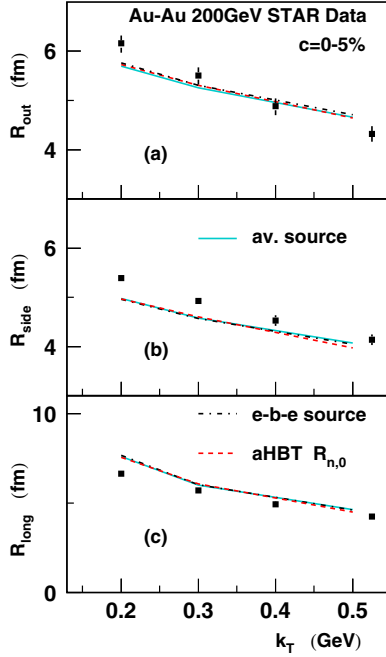 Au-Au 200GeV STAR Data
c=0-5%
R_out (fm)
6
4
(a)
av. source
R_side (fm)
6
4
(b)
e-b-e source
aHBT R_n,0
R_long (fm)
10
0
(c)
0.2 0.3 0.4 0.5
k_T (GeV)